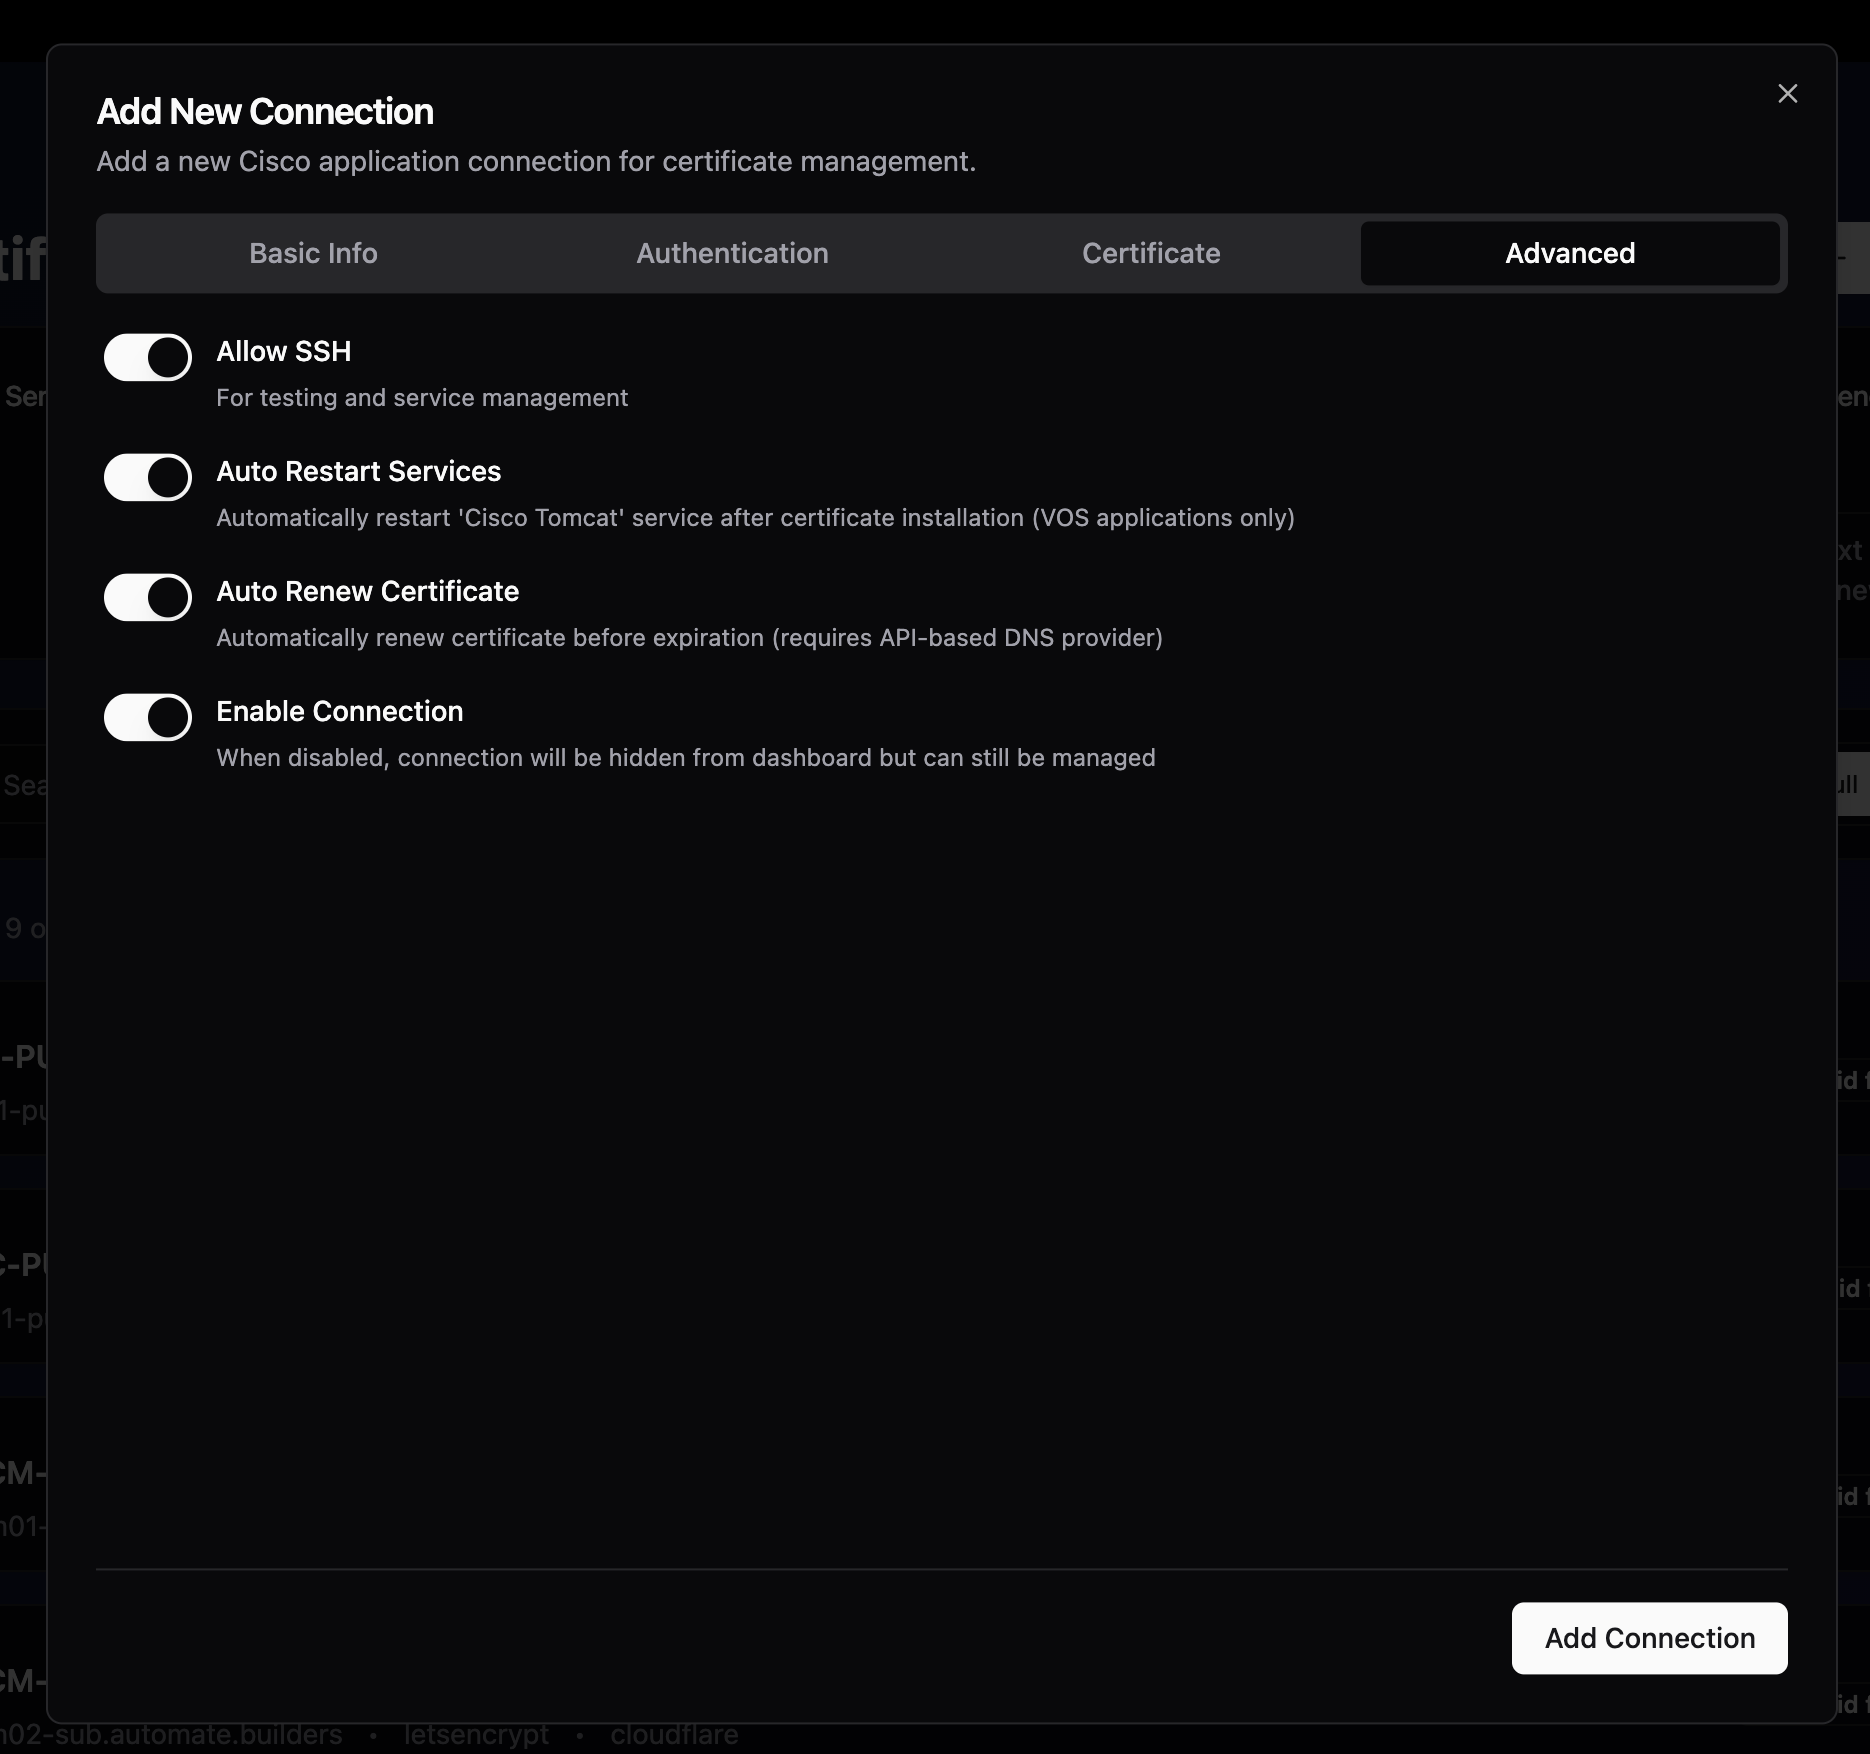 Add New Connection
Add a new Cisco application connection for certificate management.
Basic Info
Authentication
Certificate
Advanced
Allow SSH
For testing and service management
Auto Restart Services
Automatically restart 'Cisco Tomcat' service after certificate installation (VOS applications only)
Auto Renew Certificate
Automatically renew certificate before expiration (requires API-based DNS provider)
Enable Connection
When disabled, connection will be hidden from dashboard but can still be managed
Add Connection
02-sub.automate.builders • letsencrypt • cloudflare